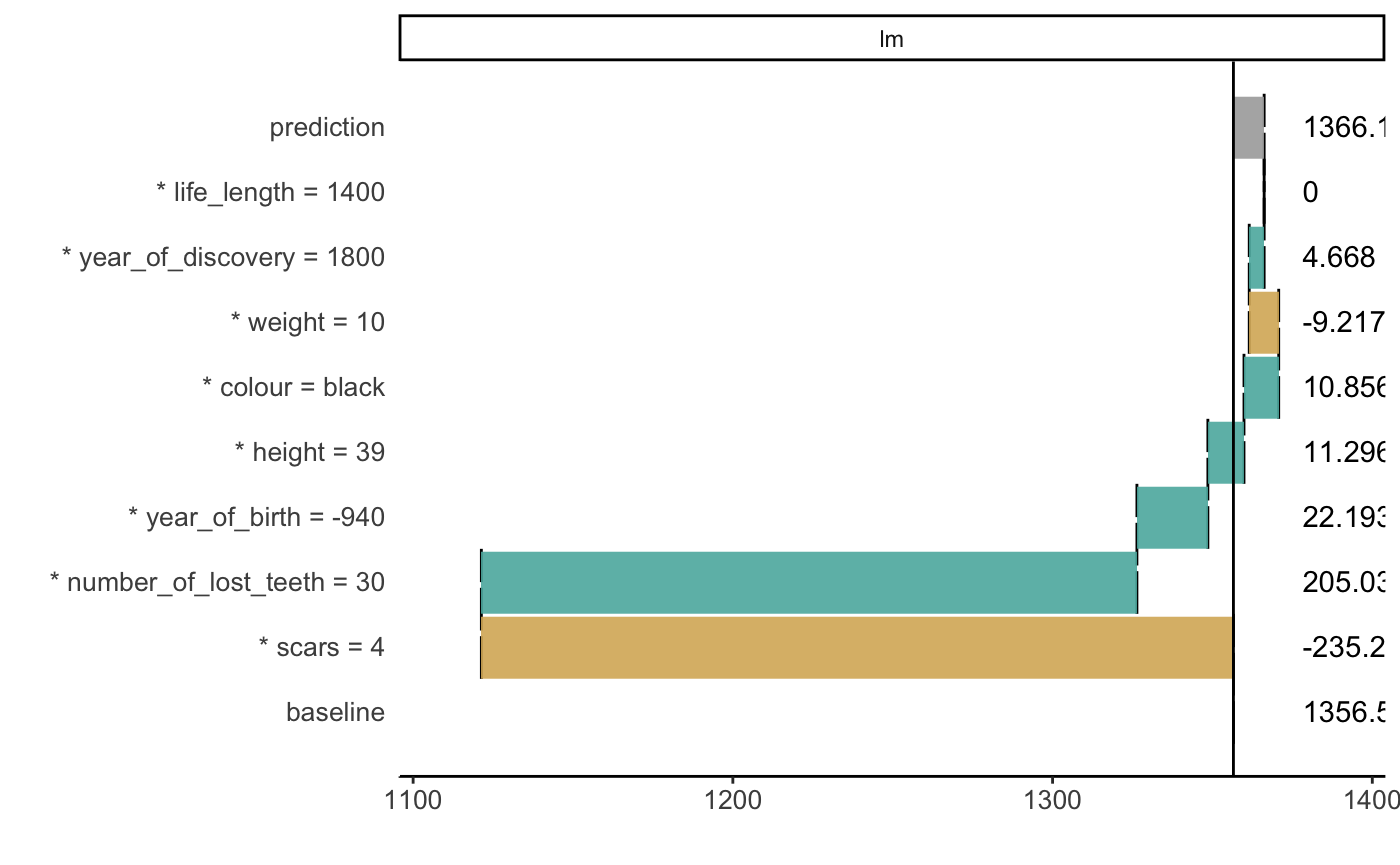 lm
prediction 1366.1
* life_length = 1400 0
* year_of_discovery = 1800 4.668
* weight = 10 -9.217
* colour = black 10.856
* height = 39 11.296
* year_of_birth = -940 22.193
* number_of_lost_teeth = 30 205.03
* scars = 4 -235.2
baseline 1356.5
1100 1200 1300 1400